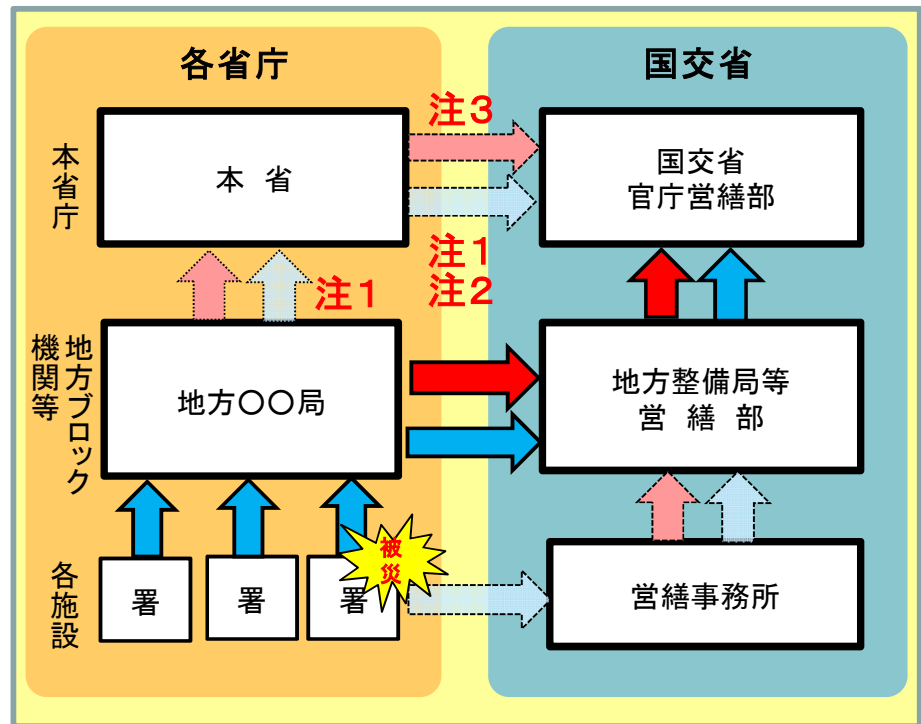 各省庁
国交省
本省庁
本 省
注3
国交省
官庁営繕部
注1
注1
注2
地方ブロック
機関等
地方〇〇局
地方整備局等
営 繕 部
各施設
署
署
署
被
災
営繕事務所